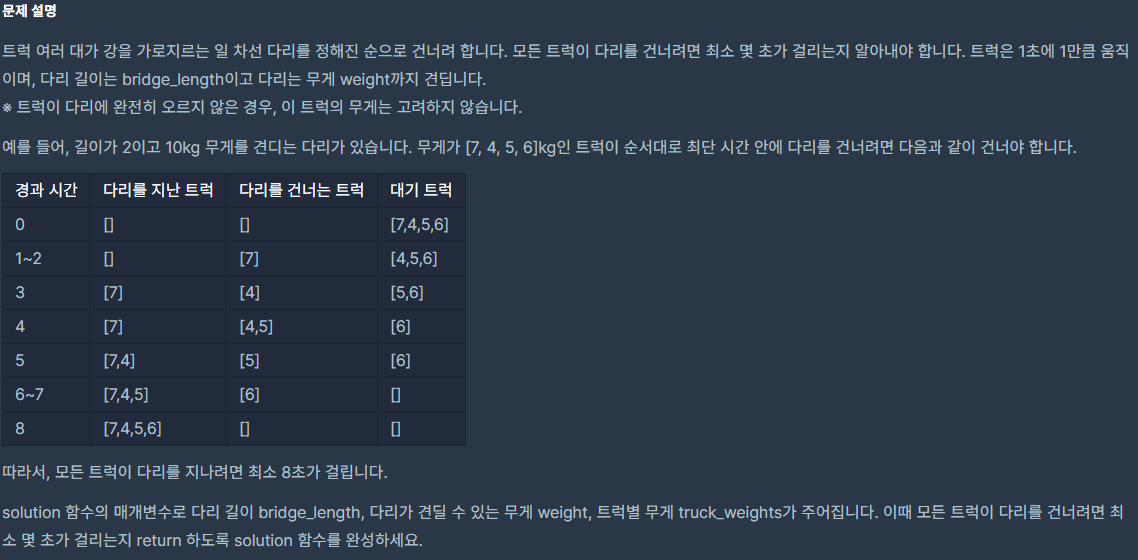 문제 설명
트럭 여러 대가 강을 가로지르는 일 차선 다리를 정해진 순으로 건너려 합니다. 모든 트럭이 다리를 건너려면 최소 몇 초가 걸리는지 알아내야 합니다. 트럭은 1초에 1만큼 움직
이며, 다리 길이는 bridge_length이고 다리는 무게 weight까지 견딥니다.
※ 트럭이 다리에 완전히 오르지 않은 경우, 이 트럭의 무게는 고려하지 않습니다.
예를 들어, 길이가 2이고 10kg 무게를 견디는 다리가 있습니다. 무게가 [7, 4, 5, 6]kg인 트럭이 순서대로 최단 시간 안에 다리를 건너려면 다음과 같이 건너야 합니다.
경과 시간 다리를 지난 트럭 다리를 건너는 트럭 대기 트럭
0 [] [] [7,4,5,6]
1~2 [] [7] [4,5,6]
3 [7] [4] [5,6]
4 [7] [4,5] [6]
5 [7,4] [5] [6]
6~7 [7,4,5] [6] []
8 [7,4,5,6] [] []
따라서, 모든 트럭이 다리를 지나려면 최소 8초가 걸립니다.
solution 함수의 매개변수로 다리 길이 bridge_length, 다리가 견딜 수 있는 무게 weight, 트럭별 무게 truck_weights가 주어집니다. 이때 모든 트럭이 다리를 건너려면 최
소 몇 초가 걸리는지 return 하도록 solution 함수를 완성하세요.